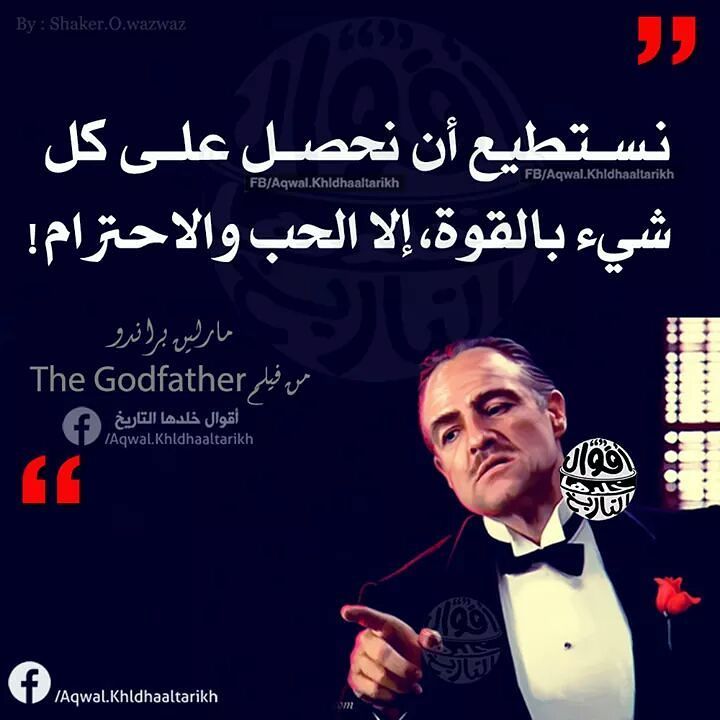 By : Shaker.O.wazwaz
نستطيع أن نحصل على كل
FB/Aqwal.Khldhaaltarikh
FB/Aqwal.Khldhaaltarikh
شيء بالقوة، إلا الحب والاحترام!
مارلين براندو
من فيلم The Godfather
أقوال خلدها التاريخ
/Aqwal.Khldhaaltarikh
أقوال
خلدها
التاريخ
/Aqwal.Khldhaaltarikh
om